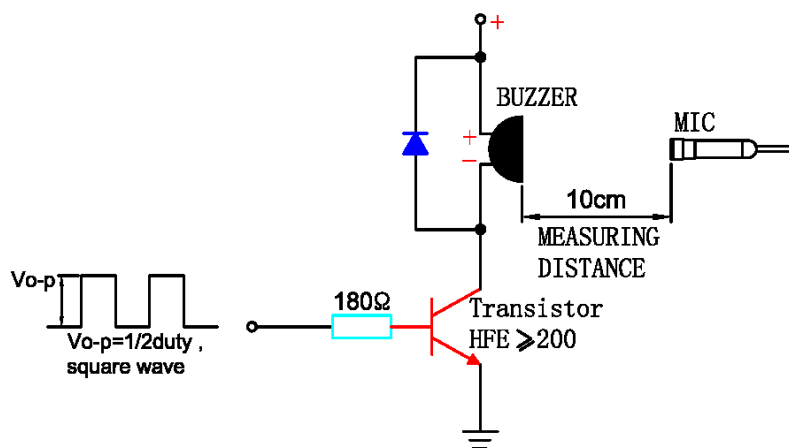 +
BUZZER
+
−
MIC
10cm
MEASURING
DISTANCE
Vo-p
180Ω
Transistor
HFE ⩾200
Vo-p=1/2duty ,
square wave